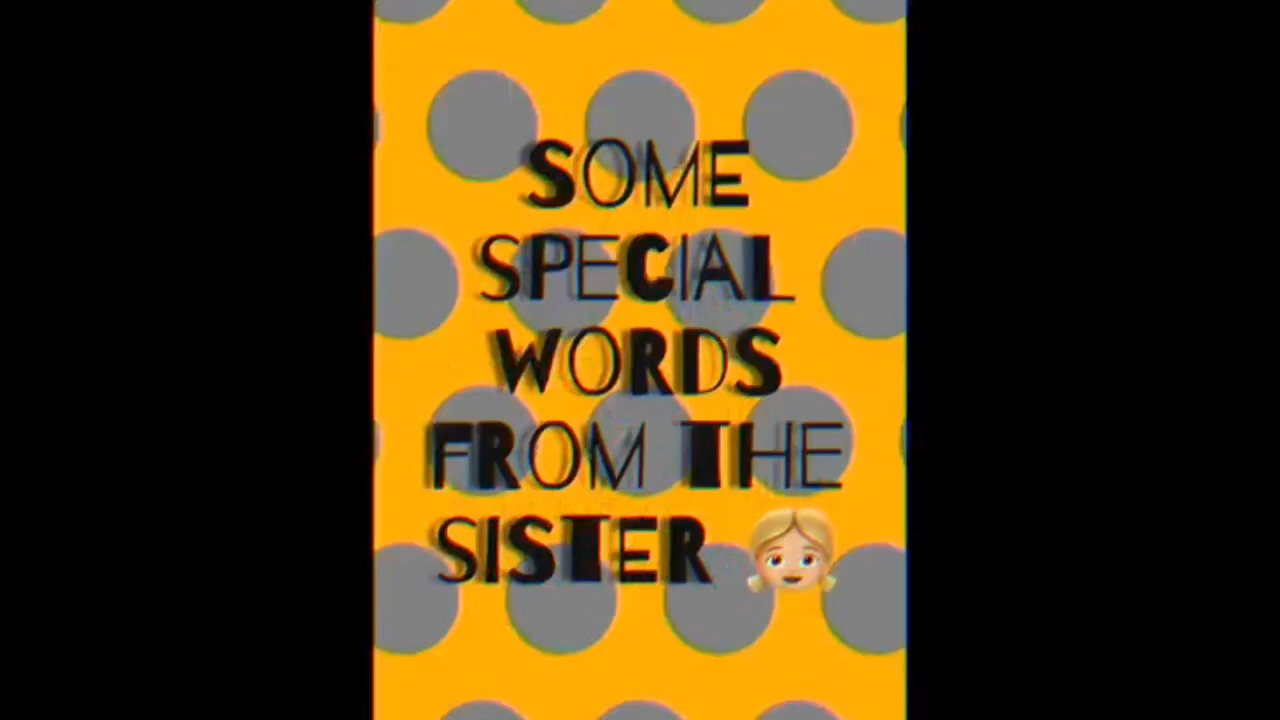 SOME
SPECIAL
WORDS
FROM THE
SISTER 👧🏼